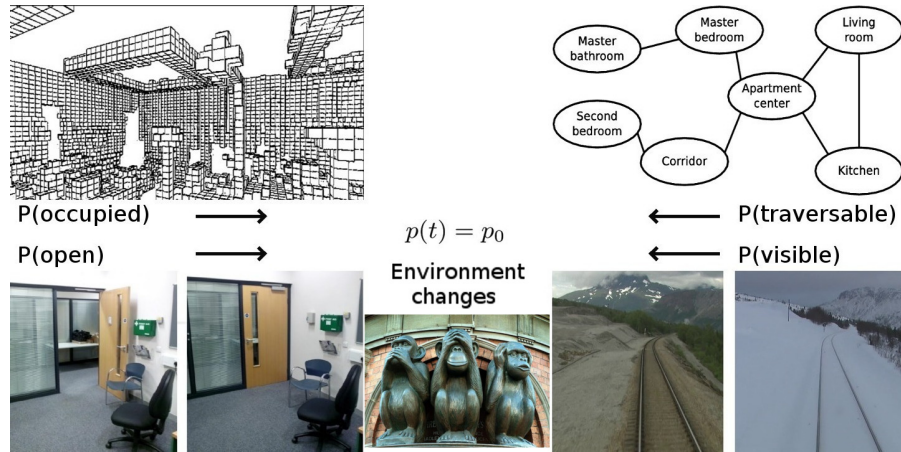 Master
bathroom
Master
bedroom
Living
room
Apartment
center
Second
bedroom
Corridor
Kitchen
P(occupied)
P(traversable)
p(t) = p₀
P(open)
P(visible)
Environment
changes